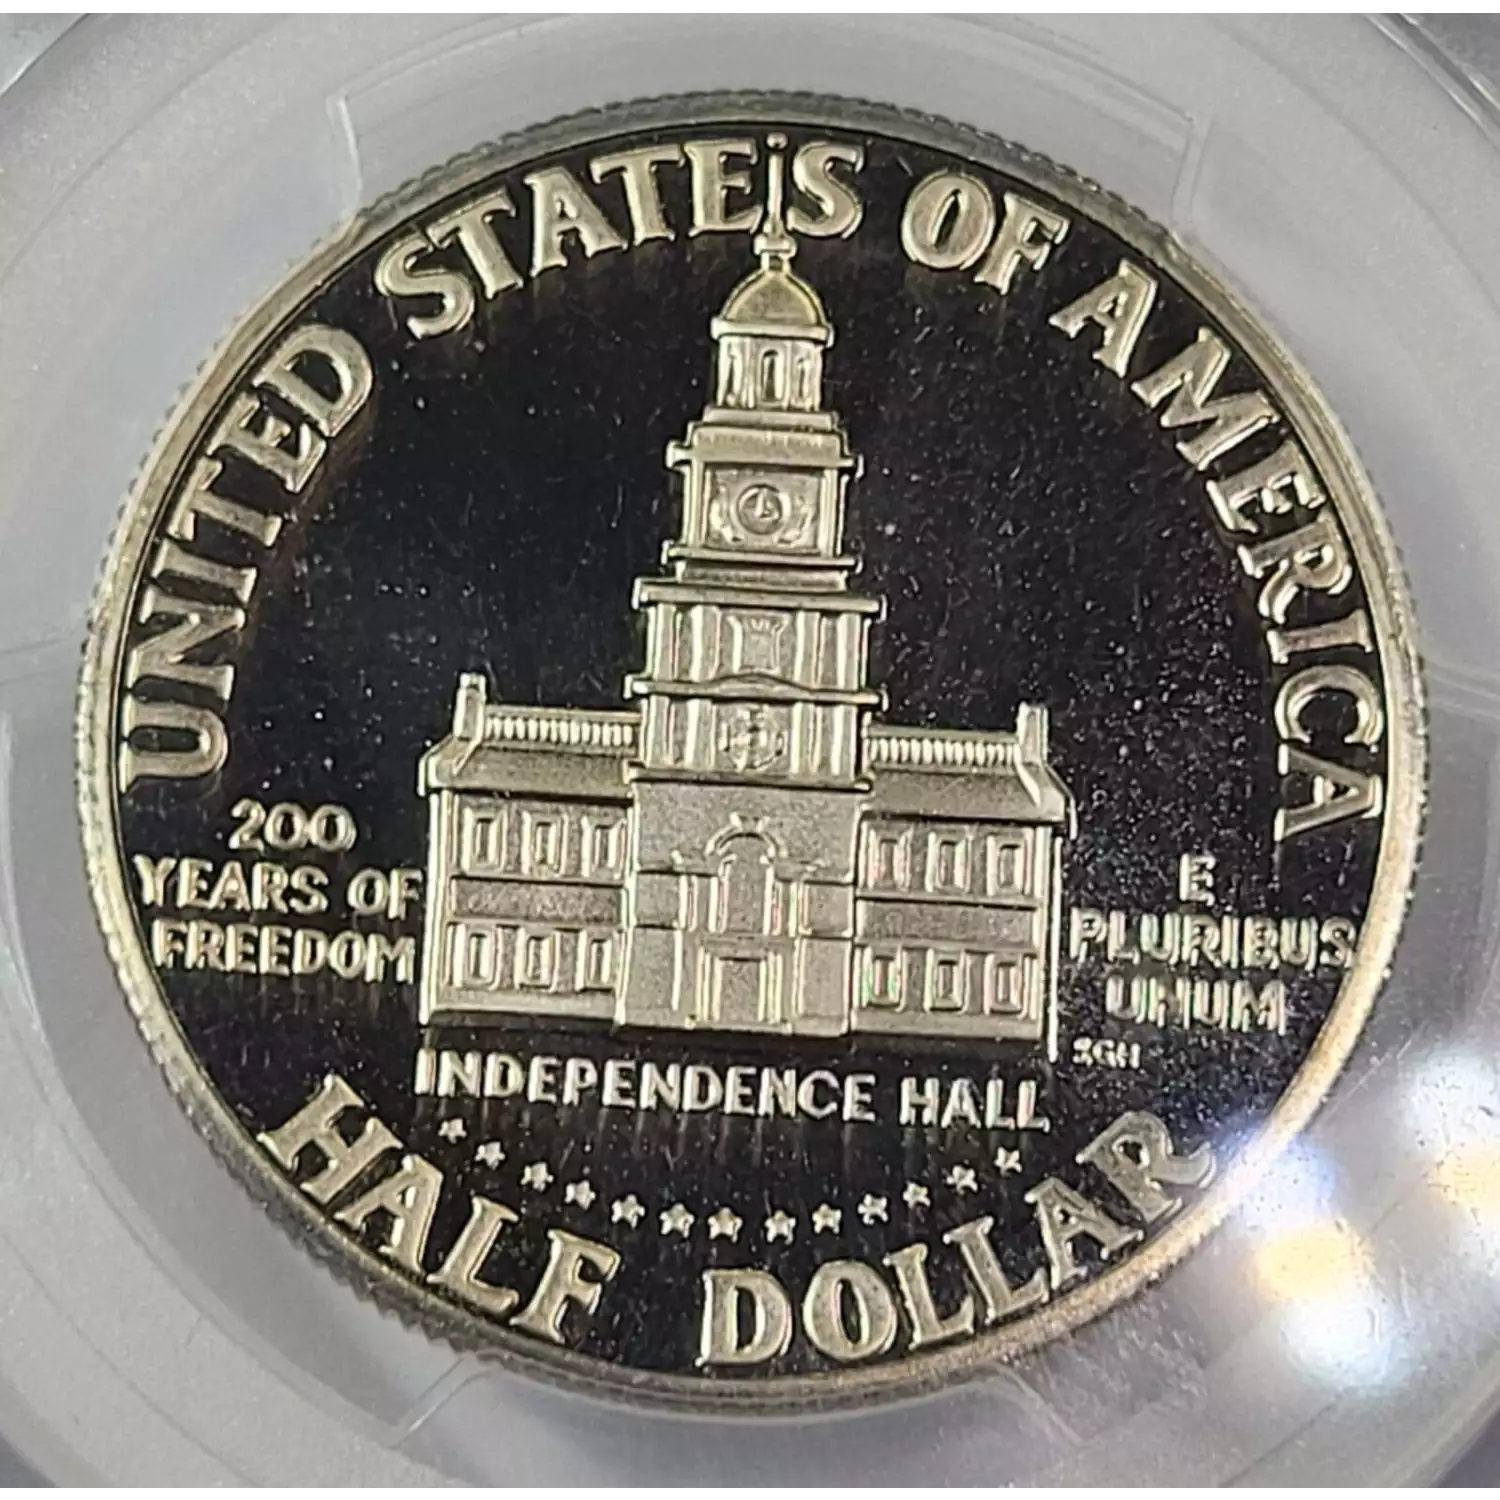 UNITED STATES OF AMERICA
200
YEARS OF
FREEDOM
E
PLURIBUS
UNUM
SGH
INDEPENDENCE HALL
HALF DOLLAR